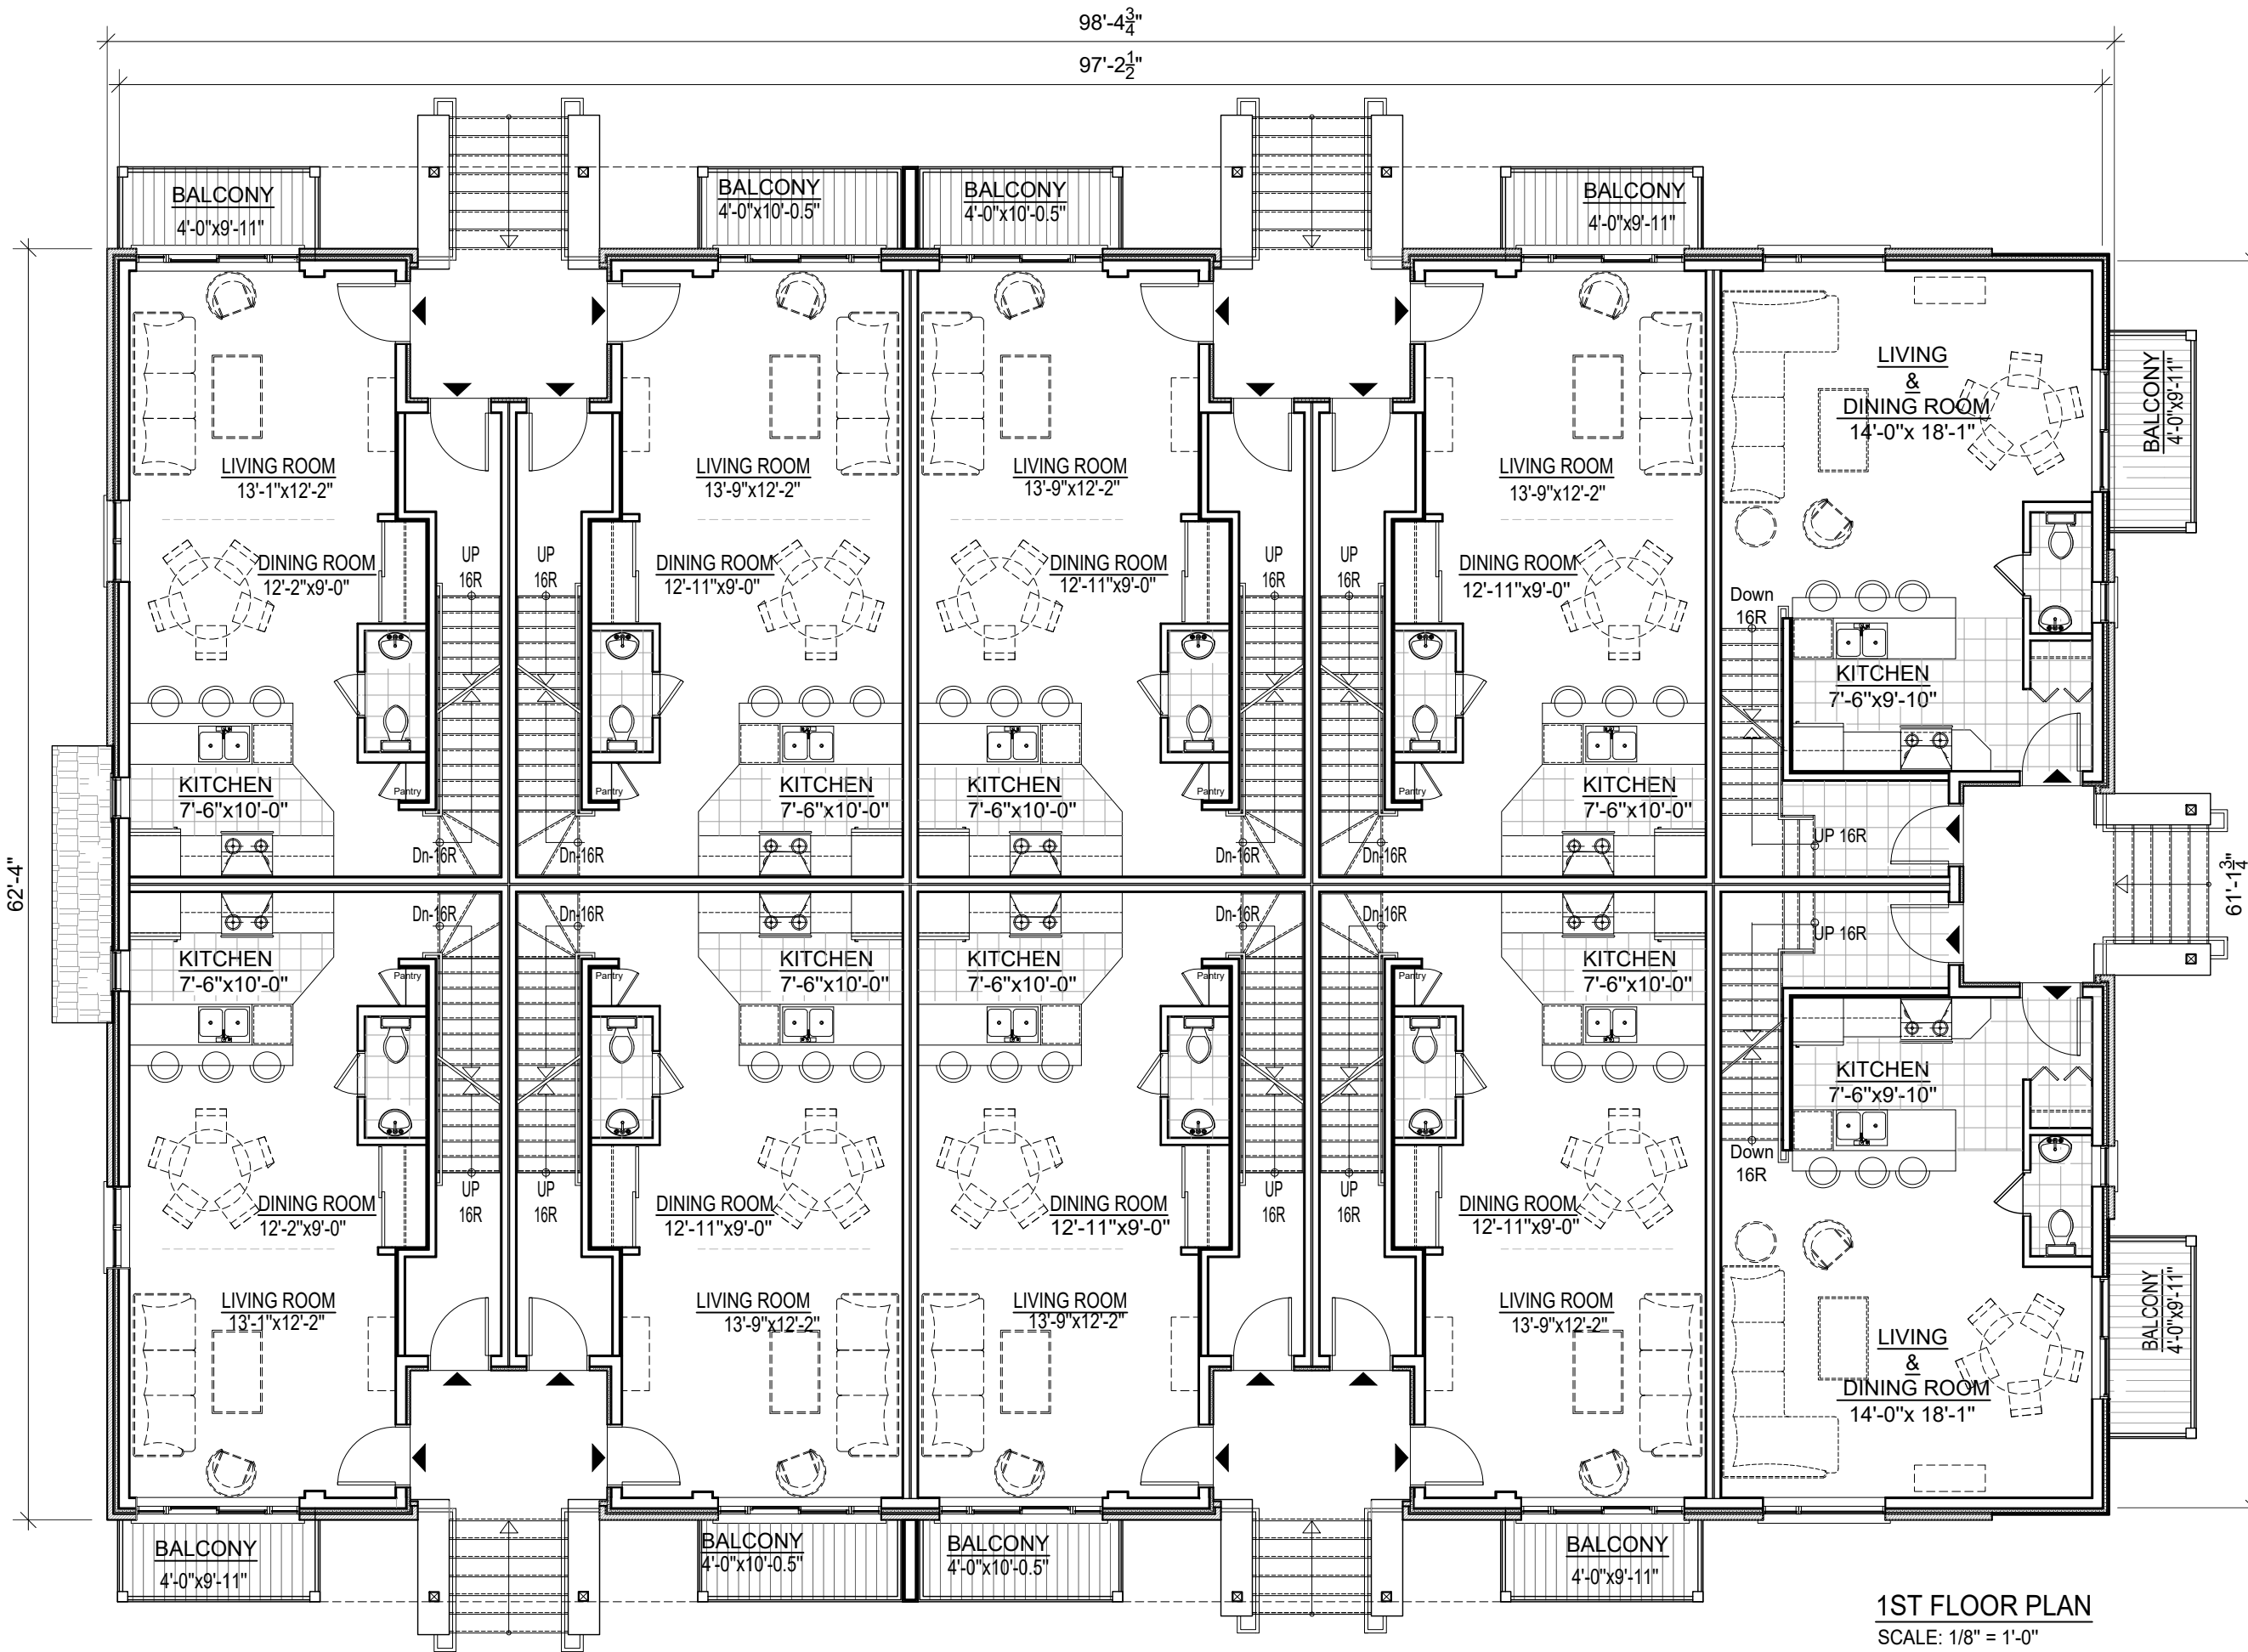 98'-4 3/4"
97'-2 1/2"
BALCONY
4'-0"x9'-11"
BALCONY
4'-0"x10'-0.5"
BALCONY
4'-0"x10'-0.5"
BALCONY
4'-0"x9'-11"
LIVING
&
DINING ROOM
14'-0"x 18'-1"
BALCONY
4'-0"x9'-11"
LIVING ROOM
13'-1"x12'-2"
LIVING ROOM
13'-9"x12'-2"
LIVING ROOM
13'-9"x12'-2"
LIVING ROOM
13'-9"x12'-2"
UP
16R
UP
16R
UP
16R
UP
16R
DINING ROOM
12'-2"x9'-0"
DINING ROOM
12'-11"x9'-0"
DINING ROOM
12'-11"x9'-0"
DINING ROOM
12'-11"x9'-0"
Down
16R
KITCHEN
7'-6"x9'-10"
KITCHEN
7'-6"x10'-0"
Pantry
Pantry
KITCHEN
7'-6"x10'-0"
KITCHEN
7'-6"x10'-0"
Pantry
Pantry
KITCHEN
7'-6"x10'-0"
Dn-16R
Dn-16R
Dn-16R
Dn-16R
UP 16R
62'-4"
61'-1 3/4"
Dn-16R
Dn-16R
Dn-16R
Dn-16R
UP 16R
KITCHEN
7'-6"x10'-0"
Pantry
Pantry
KITCHEN
7'-6"x10'-0"
KITCHEN
7'-6"x10'-0"
Pantry
Pantry
KITCHEN
7'-6"x10'-0"
KITCHEN
7'-6"x9'-10"
Down
16R
UP
16R
UP
16R
UP
16R
UP
16R
DINING ROOM
12'-2"x9'-0"
DINING ROOM
12'-11"x9'-0"
DINING ROOM
12'-11"x9'-0"
DINING ROOM
12'-11"x9'-0"
LIVING ROOM
13'-1"x12'-2"
LIVING ROOM
13'-9"x12'-2"
LIVING ROOM
13'-9"x12'-2"
LIVING ROOM
13'-9"x12'-2"
LIVING
&
DINING ROOM
14'-0"x 18'-1"
BALCONY
4'-0"x9'-11"
BALCONY
4'-0"x9'-11"
BALCONY
4'-0"x10'-0.5"
BALCONY
4'-0"x10'-0.5"
BALCONY
4'-0"x9'-11"
1ST FLOOR PLAN
SCALE: 1/8" = 1'-0"